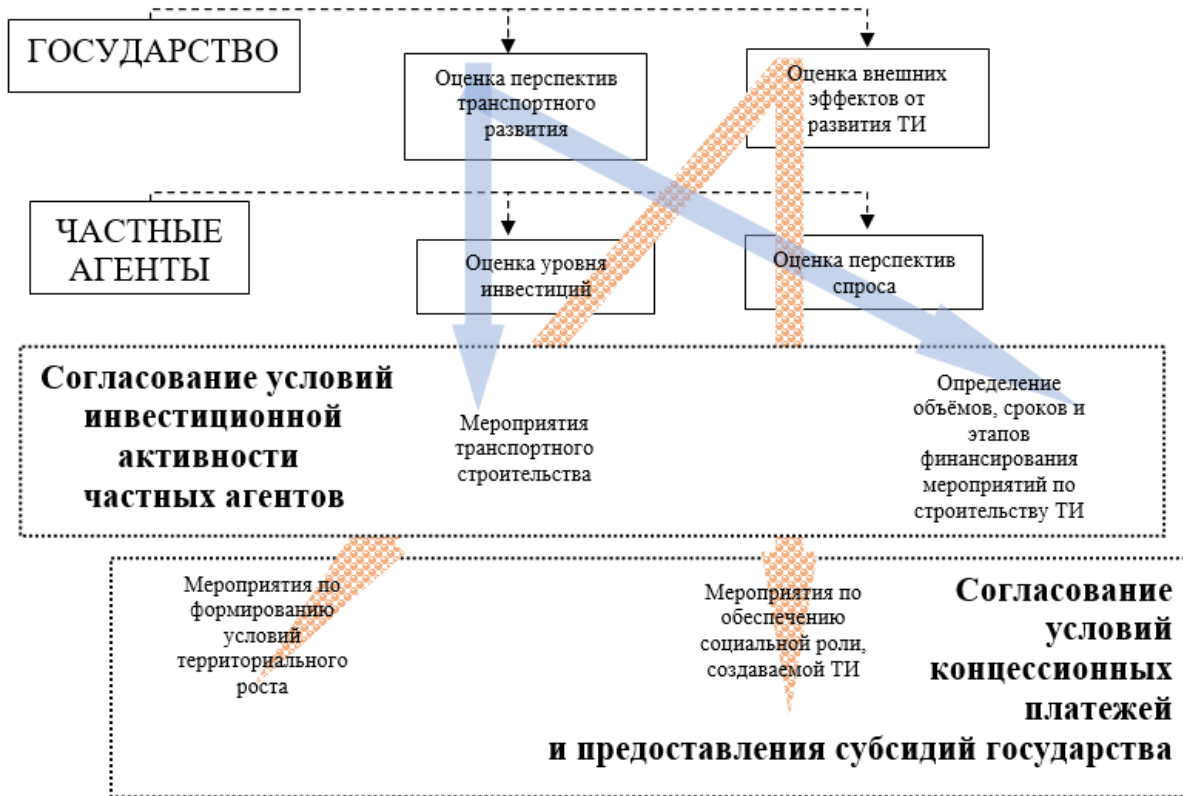 ГОСУДАРСТВО
Оценка перспектив
транспортного
развития
Оценка внешних
эффектов от
развития ТИ
ЧАСТНЫЕ
АГЕНТЫ
Оценка уровня
инвестиций
Оценка перспектив
спроса
Согласование условий
инвестиционной
активности
частных агентов
Мероприятия
транспортного
строительства
Определение
объёмов, сроков и
этапов
финансирования
мероприятий по
строительству ТИ
Мероприятия по
формированию
условий
территориального
роста
Мероприятия по
обеспечению
социальной роли,
создаваемой ТИ
Согласование
условий
концессионных
платежей
и предоставления субсидий государства